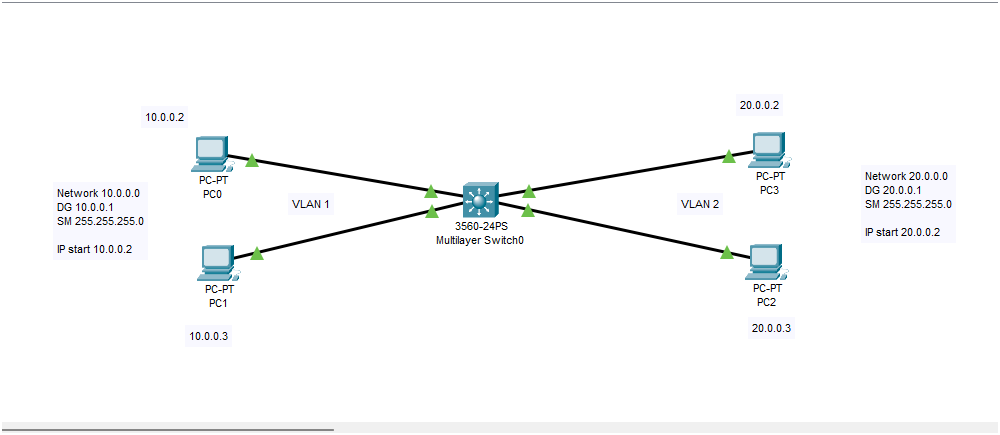 10.0.0.2
PC-PT
PC0
Network 10.0.0.0
DG 10.0.0.1
SM 255.255.255.0
IP start 10.0.0.2
PC-PT
PC1
10.0.0.3
VLAN 1
3560-24PS
Multilayer Switch0
VLAN 2
20.0.0.2
PC-PT
PC3
Network 20.0.0.0
DG 20.0.0.1
SM 255.255.255.0
IP start 20.0.0.2
PC-PT
PC2
20.0.0.3